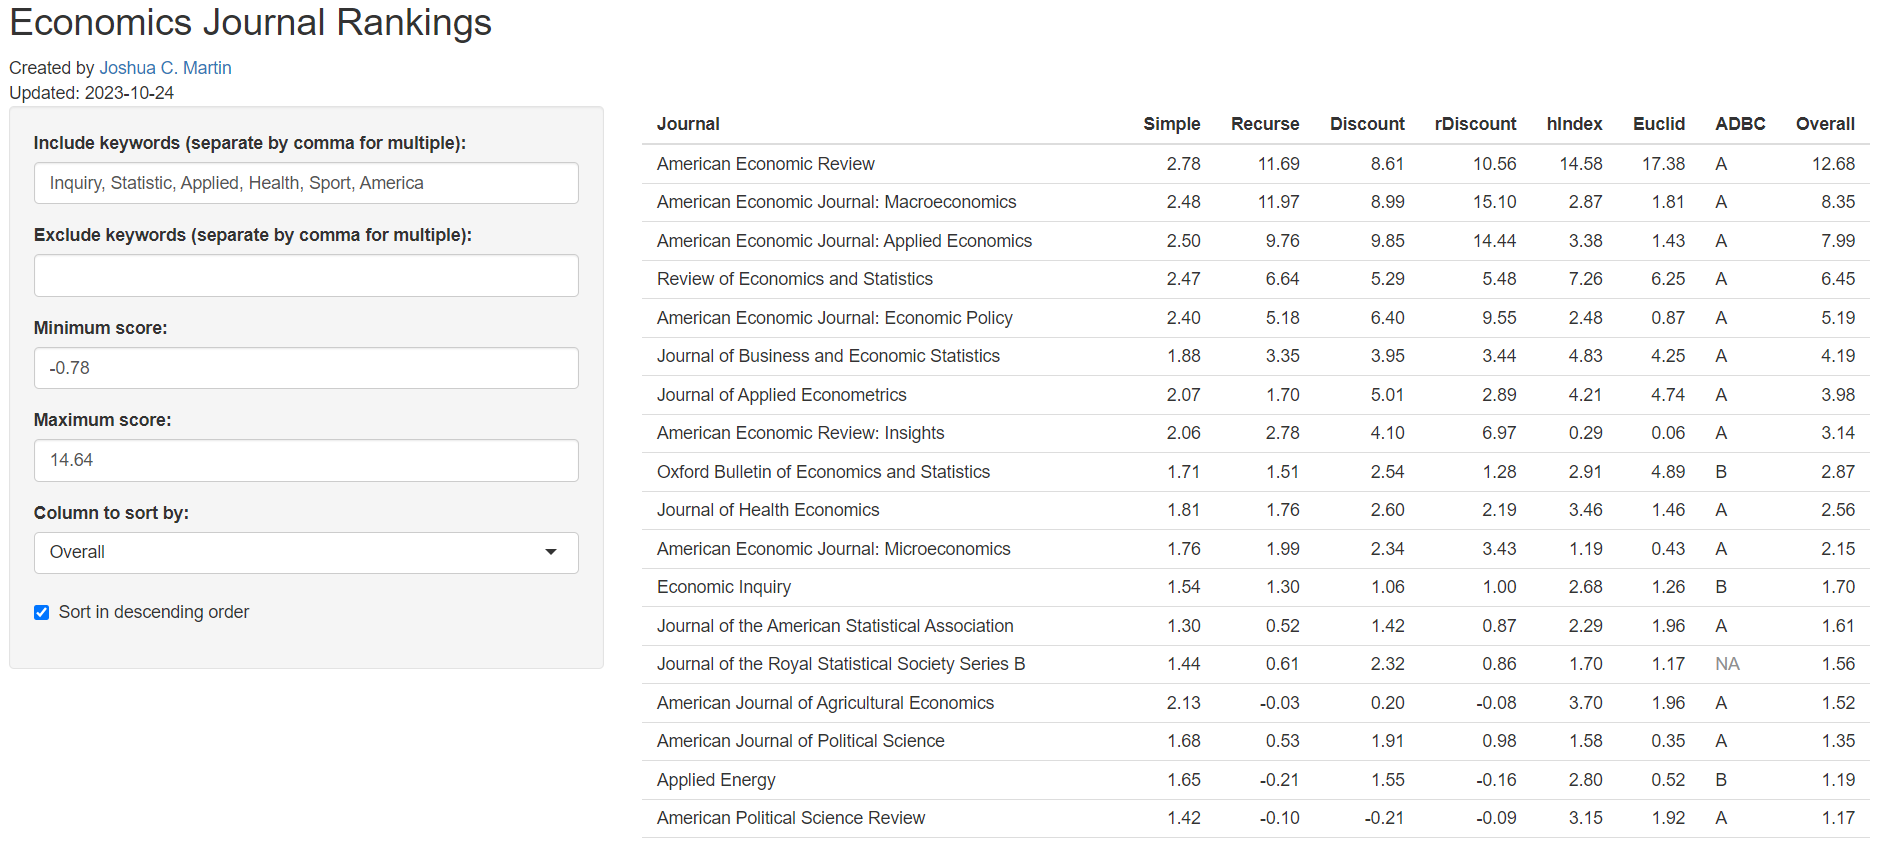 Economics Journal Rankings
Created by Joshua C. Martin
Updated: 2023-10-24
Include keywords (separate by comma for multiple):
Inquiry, Statistic, Applied, Health, Sport, America
Exclude keywords (separate by comma for multiple):
Minimum score:
-0.78
Maximum score:
14.64
Column to sort by:
Overall
Sort in descending order
Journal Simple Recurse Discount rDiscount hIndex Euclid ADBC Overall
American Economic Review 2.78 11.69 8.61 10.56 14.58 17.38 A 12.68
American Economic Journal: Macroeconomics 2.48 11.97 8.99 15.10 2.87 1.81 A 8.35
American Economic Journal: Applied Economics 2.50 9.76 9.85 14.44 3.38 1.43 A 7.99
Review of Economics and Statistics 2.47 6.64 5.29 5.48 7.26 6.25 A 6.45
American Economic Journal: Economic Policy 2.40 5.18 6.40 9.55 2.48 0.87 A 5.19
Journal of Business and Economic Statistics 1.88 3.35 3.95 3.44 4.83 4.25 A 4.19
Journal of Applied Econometrics 2.07 1.70 5.01 2.89 4.21 4.74 A 3.98
American Economic Review: Insights 2.06 2.78 4.10 6.97 0.29 0.06 A 3.14
Oxford Bulletin of Economics and Statistics 1.71 1.51 2.54 1.28 2.91 4.89 B 2.87
Journal of Health Economics 1.81 1.76 2.60 2.19 3.46 1.46 A 2.56
American Economic Journal: Microeconomics 1.76 1.99 2.34 3.43 1.19 0.43 A 2.15
Economic Inquiry 1.54 1.30 1.06 1.00 2.68 1.26 B 1.70
Journal of the American Statistical Association 1.30 0.52 1.42 0.87 2.29 1.96 A 1.61
Journal of the Royal Statistical Society Series B 1.44 0.61 2.32 0.86 1.70 1.17 NA 1.56
American Journal of Agricultural Economics 2.13 -0.03 0.20 -0.08 3.70 1.96 A 1.52
American Journal of Political Science 1.68 0.53 1.91 0.98 1.58 0.35 A 1.35
Applied Energy 1.65 -0.21 1.55 -0.16 2.80 0.52 B 1.19
American Political Science Review 1.42 -0.10 -0.21 -0.09 3.15 1.92 A 1.17